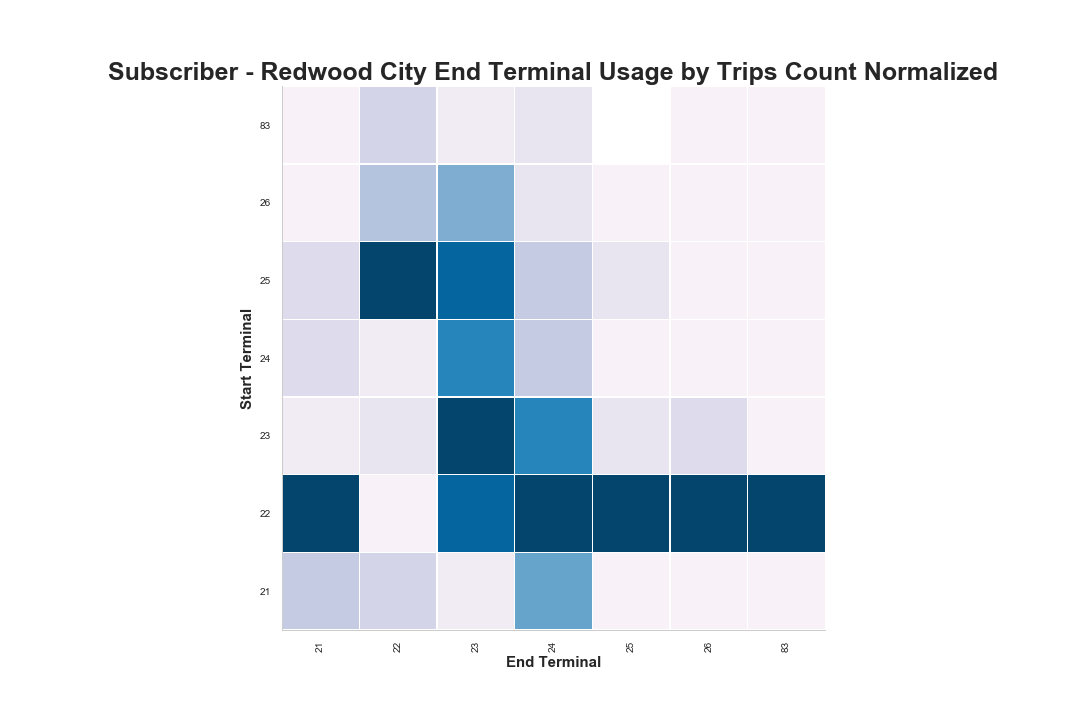 Subscriber - Redwood City End Terminal Usage by Trips Count Normalized
83
26
25
24
23
22
21
Start Terminal
21 22 23 24 25 26 83
End Terminal